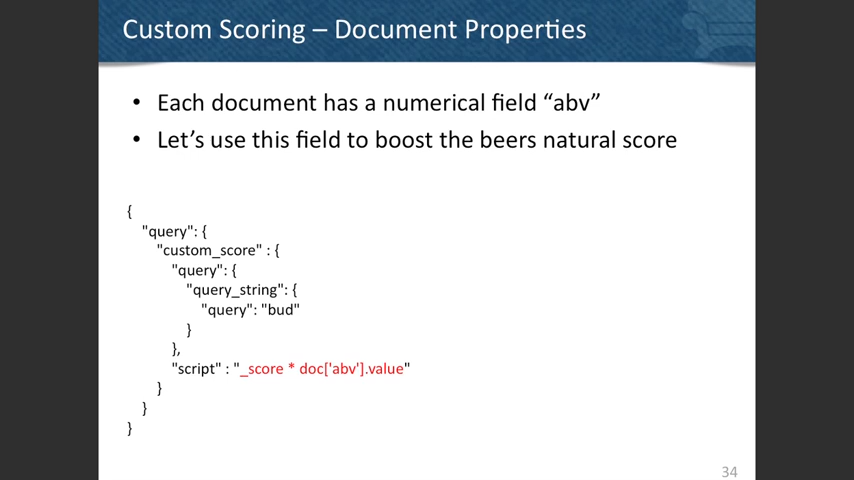 Custom Scoring – Document Properties
• Each document has a numerical field “abv”
• Let’s use this field to boost the beers natural score
{
"query": {
"custom_score" : {
"query": {
"query_string": {
"query": "bud"
}
},
"script" : "_score * doc['abv'].value"
}
}
}
34